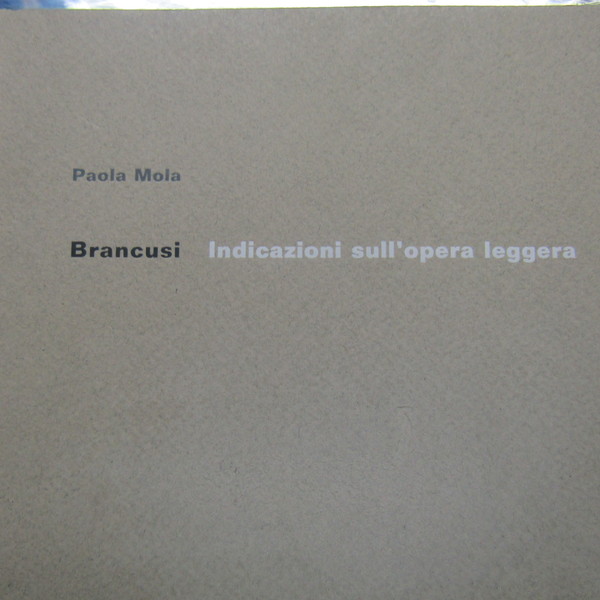 Paola Mola
Brancusi Indicazioni sull'opera leggera